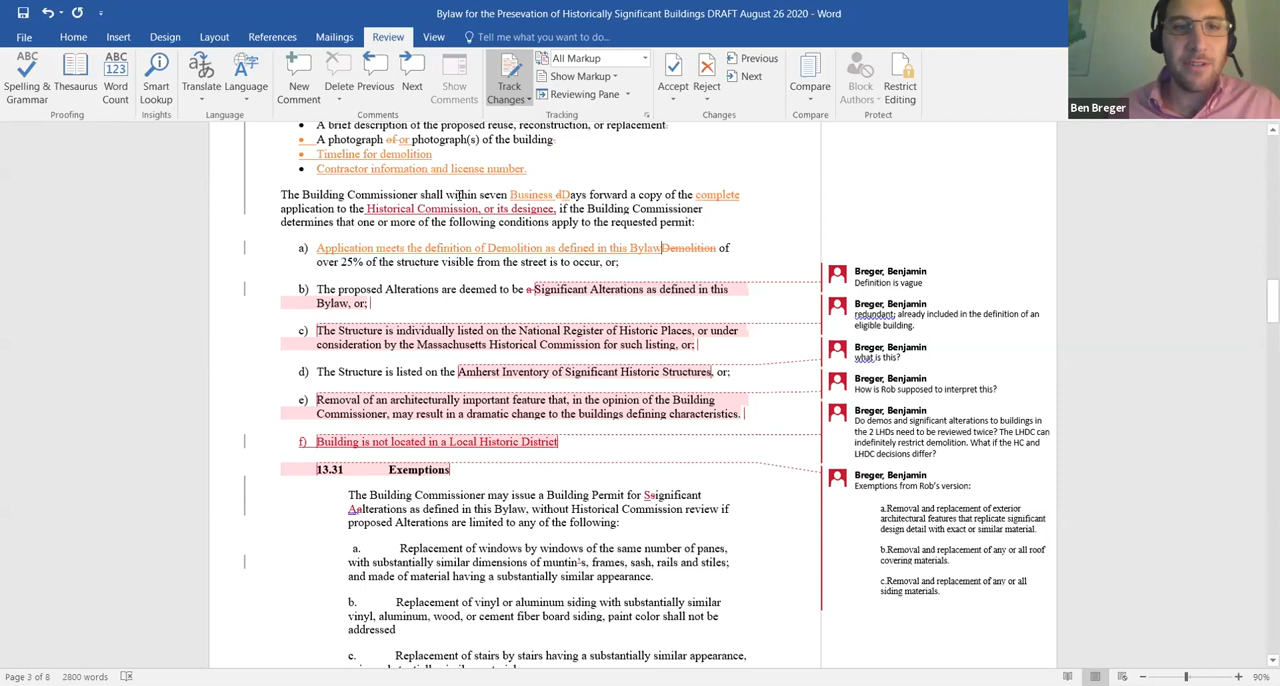 Bylaw for the Presevation of Historically Significant Buildings DRAFT August 26 2020 - Word
File Home Insert Design Layout References Mailings Review View Tell me what you want to do...
ABC Spelling & Grammar
Thesaurus
ABC 123 Word Count
Smart Lookup
Translate
Language
New Comment
Delete
Previous
Next
Show Comments
Track Changes
All Markup
Show Markup
Reviewing Pane
Accept
Reject
Previous
Next
Compare
Block Authors
Restrict Editing
Proofing Insights Language Comments Tracking Changes Compare Protect
Ben Breger
• A brief description of the proposed reuse, reconstruction, or replacement.
• A photograph of or photograph(s) of the building.
• Timeline for demolition
• Contractor information and license number.
The Building Commissioner shall within seven Business dDays forward a copy of the complete
application to the Historical Commission, or its designee, if the Building Commissioner
determines that one or more of the following conditions apply to the requested permit:
a) Application meets the definition of Demolition as defined in this BylawDemolition of
over 25% of the structure visible from the street is to occur, or;
b) The proposed Alterations are deemed to be a Significant Alterations as defined in this
Bylaw, or;
c) The Structure is individually listed on the National Register of Historic Places, or under
consideration by the Massachusetts Historical Commission for such listing, or;
d) The Structure is listed on the Amherst Inventory of Significant Historic Structures, or;
e) Removal of an architecturally important feature that, in the opinion of the Building
Commissioner, may result in a dramatic change to the buildings defining characteristics.
f) Building is not located in a Local Historic District
13.31 Exemptions
The Building Commissioner may issue a Building Permit for Ssignificant
Aalterations as defined in this Bylaw, without Historical Commission review if
proposed Alterations are limited to any of the following:
a. Replacement of windows by windows of the same number of panes,
with substantially similar dimensions of muntin's, frames, sash, rails and stiles;
and made of material having a substantially similar appearance.
b. Replacement of vinyl or aluminum siding with substantially similar
vinyl, aluminum, wood, or cement fiber board siding, paint color shall not be
addressed
c. Replacement of stairs by stairs having a substantially similar appearance,
Breger, Benjamin
Definition is vague
Breger, Benjamin
redundant; already included in the definition of an
eligible building.
Breger, Benjamin
what is this?
Breger, Benjamin
How is Rob supposed to interpret this?
Breger, Benjamin
Do demos and significant alterations to buildings in
the 2 LHDs need to be reviewed twice? The LHDC can
indefinitely restrict demolition. What if the HC and
LHDC decisions differ?
Breger, Benjamin
Exemptions from Rob's version:
a.Removal and replacement of exterior
architectural features that replicate significant
design detail with exact or similar material.
b.Removal and replacement of any or all roof
covering materials.
c.Removal and replacement of any or all
siding materials.
Page 3 of 8 2800 words
90%